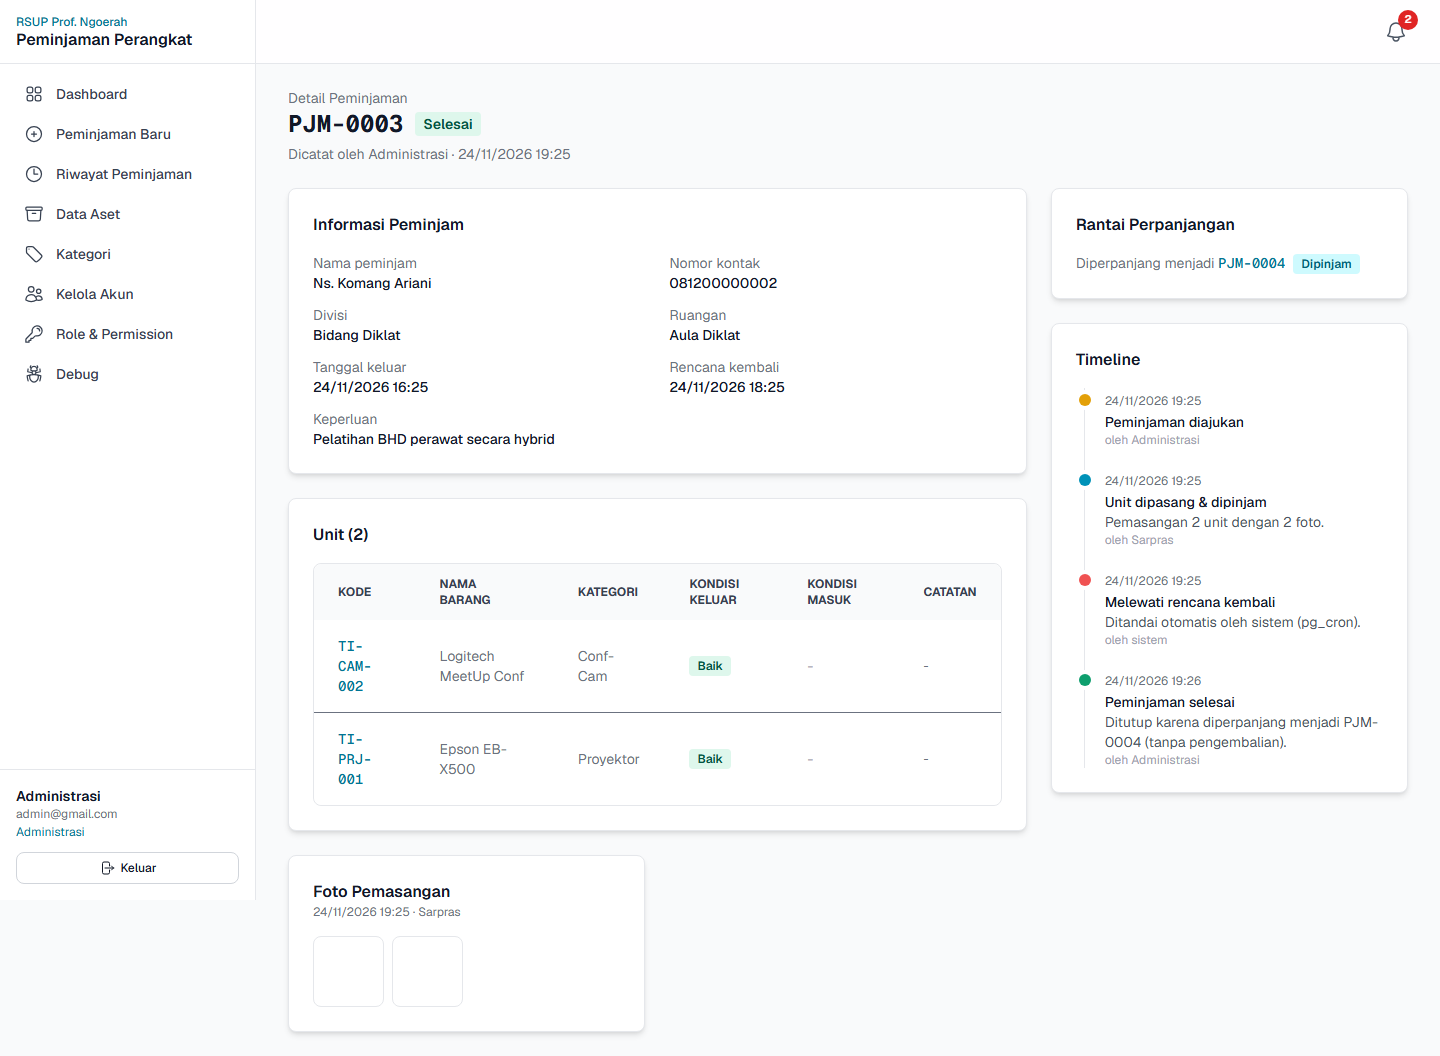 RSUP Prof. Ngoerah
Peminjaman Perangkat
2
Dashboard
Peminjaman Baru
Riwayat Peminjaman
Data Aset
Kategori
Kelola Akun
Role & Permission
Debug
Administrasi
admin@gmail.com
Administrasi
Keluar
Detail Peminjaman
PJM-0003 Selesai
Dicatat oleh Administrasi · 24/11/2026 19:25
Informasi Peminjam
Nama peminjam
Ns. Komang Ariani
Nomor kontak
081200000002
Divisi
Bidang Diklat
Ruangan
Aula Diklat
Tanggal keluar
24/11/2026 16:25
Rencana kembali
24/11/2026 18:25
Keperluan
Pelatihan BHD perawat secara hybrid
Unit (2)
KODE
NAMA
BARANG
KATEGORI
KONDISI
KELUAR
KONDISI
MASUK
CATATAN
TI-
CAM-
002
Logitech
MeetUp Conf
Conf-
Cam
Baik
-
-
TI-
PRJ-
001
Epson EB-
X500
Proyektor
Baik
-
-
Foto Pemasangan
24/11/2026 19:25 · Sarpras
Rantai Perpanjangan
Diperpanjang menjadi PJM-0004 Dipinjam
Timeline
24/11/2026 19:25
Peminjaman diajukan
oleh Administrasi
24/11/2026 19:25
Unit dipasang & dipinjam
Pemasangan 2 unit dengan 2 foto.
oleh Sarpras
24/11/2026 19:25
Melewati rencana kembali
Ditandai otomatis oleh sistem (pg_cron).
oleh sistem
24/11/2026 19:26
Peminjaman selesai
Ditutup karena diperpanjang menjadi PJM-
0004 (tanpa pengembalian).
oleh Administrasi